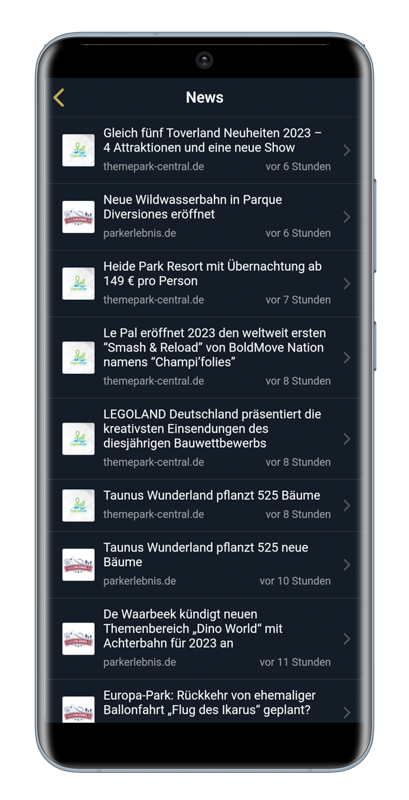 News
Gleich fünf Toverland Neuheiten 2023 –
4 Attraktionen und eine neue Show
themepark-central.de vor 6 Stunden
Neue Wildwasserbahn in Parque
Diversiones eröffnet
parkerlebnis.de vor 6 Stunden
Heide Park Resort mit Übernachtung ab
149 € pro Person
themepark-central.de vor 7 Stunden
Le Pal eröffnet 2023 den weltweit ersten
“Smash & Reload” von BoldMove Nation
namens “Champi’folies”
themepark-central.de vor 8 Stunden
LEGOLAND Deutschland präsentiert die
kreativsten Einsendungen des
diesjährigen Bauwettbewerbs
themepark-central.de vor 8 Stunden
Taunus Wunderland pflanzt 525 Bäume
themepark-central.de vor 8 Stunden
Taunus Wunderland pflanzt 525 neue
Bäume
parkerlebnis.de vor 10 Stunden
De Waarbeek kündigt neuen
Themenbereich „Dino World“ mit
Achterbahn für 2023 an
parkerlebnis.de vor 11 Stunden
Europa-Park: Rückkehr von ehemaliger
Ballonfahrt „Flug des Ikarus“ geplant?